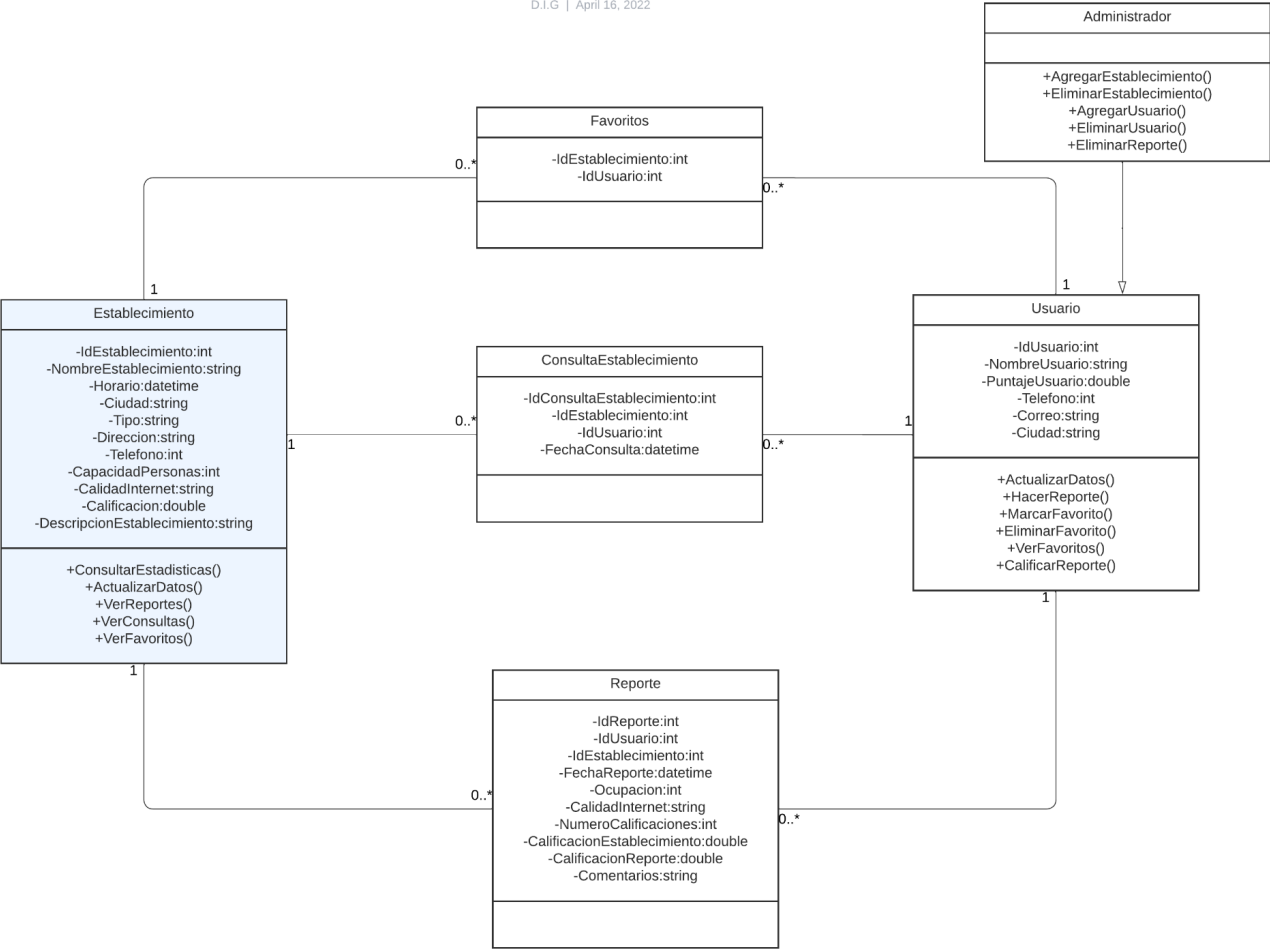 D.I.G | April 16, 2022
Administrador
+AgregarEstablecimiento()
+EliminarEstablecimiento()
+AgregarUsuario()
+EliminarUsuario()
+EliminarReporte()
Favoritos
-IdEstablecimiento:int
-IdUsuario:int
0..*
0..*
1
1
Establecimiento
-IdEstablecimiento:int
-NombreEstablecimiento:string
-Horario:datetime
-Ciudad:string
-Tipo:string
-Direccion:string
-Telefono:int
-CapacidadPersonas:int
-CalidadInternet:string
-Calificacion:double
-DescripcionEstablecimiento:string
+ConsultarEstadisticas()
+ActualizarDatos()
+VerReportes()
+VerConsultas()
+VerFavoritos()
1
0..*
ConsultaEstablecimiento
-IdConsultaEstablecimiento:int
-IdEstablecimiento:int
-IdUsuario:int
-FechaConsulta:datetime
0..*
1
Usuario
-IdUsuario:int
-NombreUsuario:string
-PuntajeUsuario:double
-Telefono:int
-Correo:string
-Ciudad:string
+ActualizarDatos()
+HacerReporte()
+MarcarFavorito()
+EliminarFavorito()
+VerFavoritos()
+CalificarReporte()
1
1
Reporte
-IdReporte:int
-IdUsuario:int
-IdEstablecimiento:int
-FechaReporte:datetime
-Ocupacion:int
-CalidadInternet:string
-NumeroCalificaciones:int
-CalificacionEstablecimiento:double
-CalificacionReporte:double
-Comentarios:string
0..*
0..*